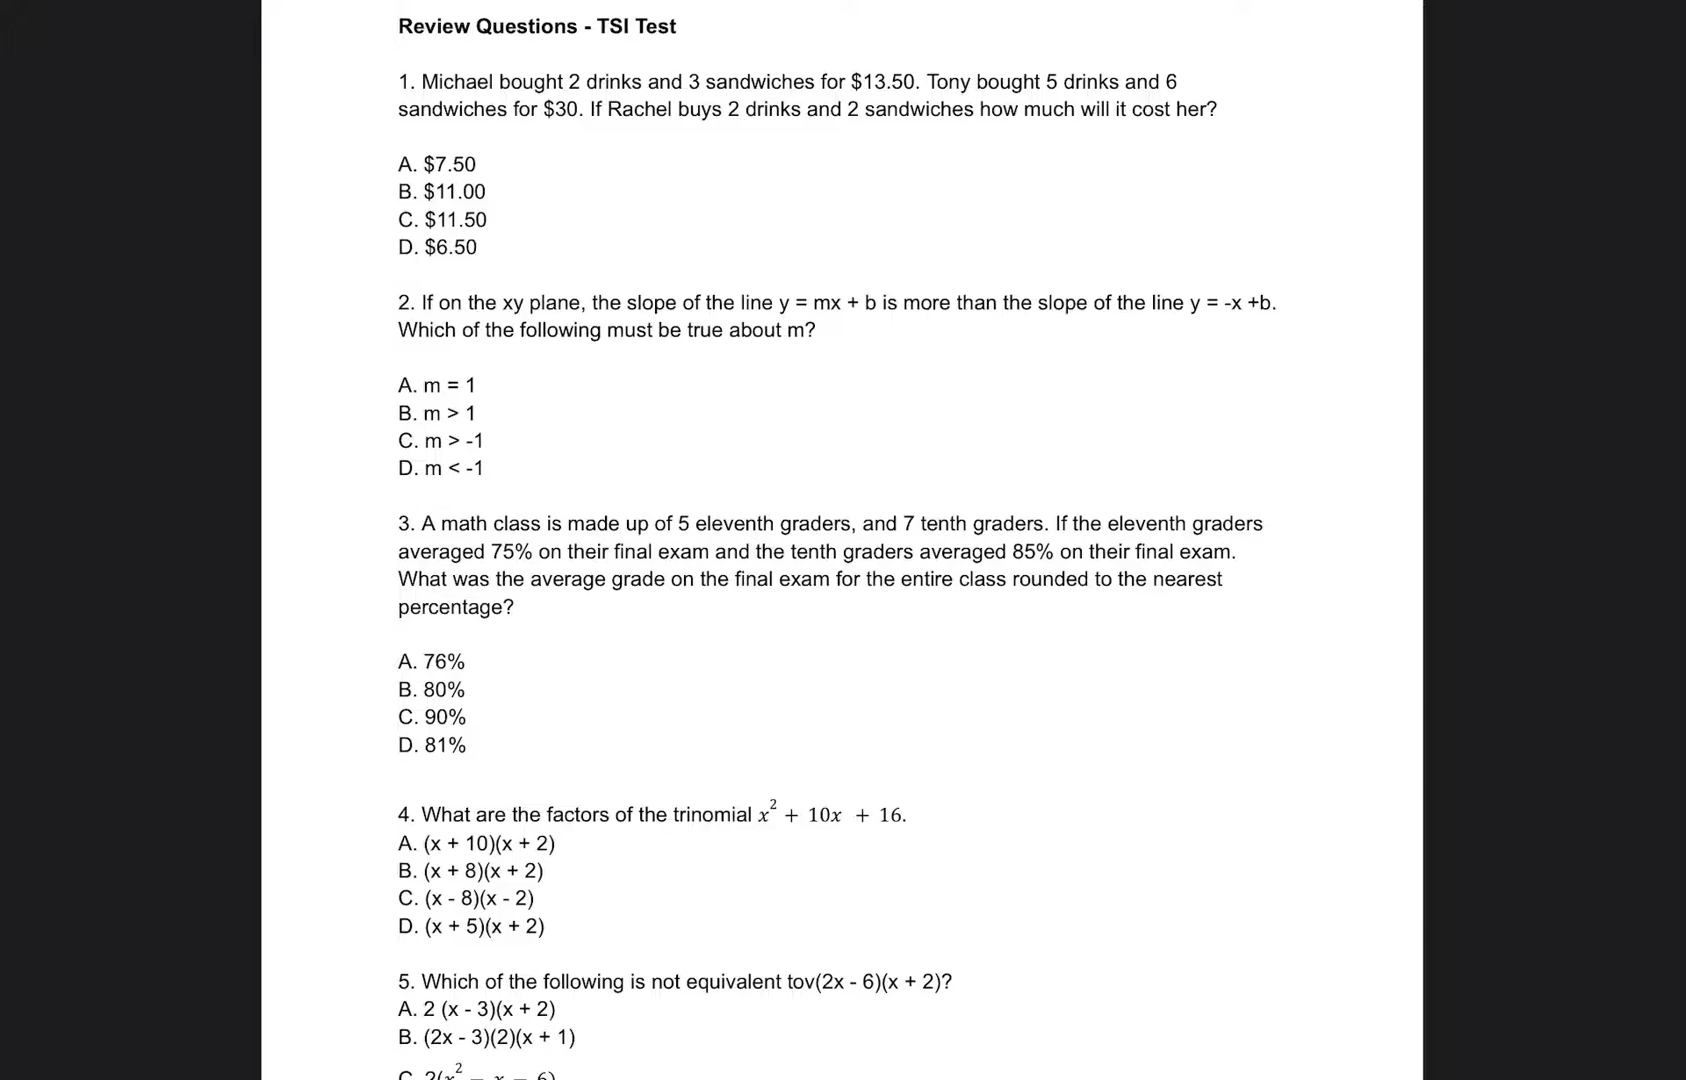 Review Questions - TSI Test
1. Michael bought 2 drinks and 3 sandwiches for $13.50. Tony bought 5 drinks and 6
sandwiches for $30. If Rachel buys 2 drinks and 2 sandwiches how much will it cost her?
A. $7.50
B. $11.00
C. $11.50
D. $6.50
2. If on the xy plane, the slope of the line y = mx + b is more than the slope of the line y = -x +b.
Which of the following must be true about m?
A. m = 1
B. m > 1
C. m > -1
D. m < -1
3. A math class is made up of 5 eleventh graders, and 7 tenth graders. If the eleventh graders
averaged 75% on their final exam and the tenth graders averaged 85% on their final exam.
What was the average grade on the final exam for the entire class rounded to the nearest
percentage?
A. 76%
B. 80%
C. 90%
D. 81%
4. What are the factors of the trinomial x² + 10x + 16.
A. (x + 10)(x + 2)
B. (x + 8)(x + 2)
C. (x - 8)(x - 2)
D. (x + 5)(x + 2)
5. Which of the following is not equivalent tov(2x - 6)(x + 2)?
A. 2 (x - 3)(x + 2)
B. (2x - 3)(2)(x + 1)
C. 2(x² − x − 6)